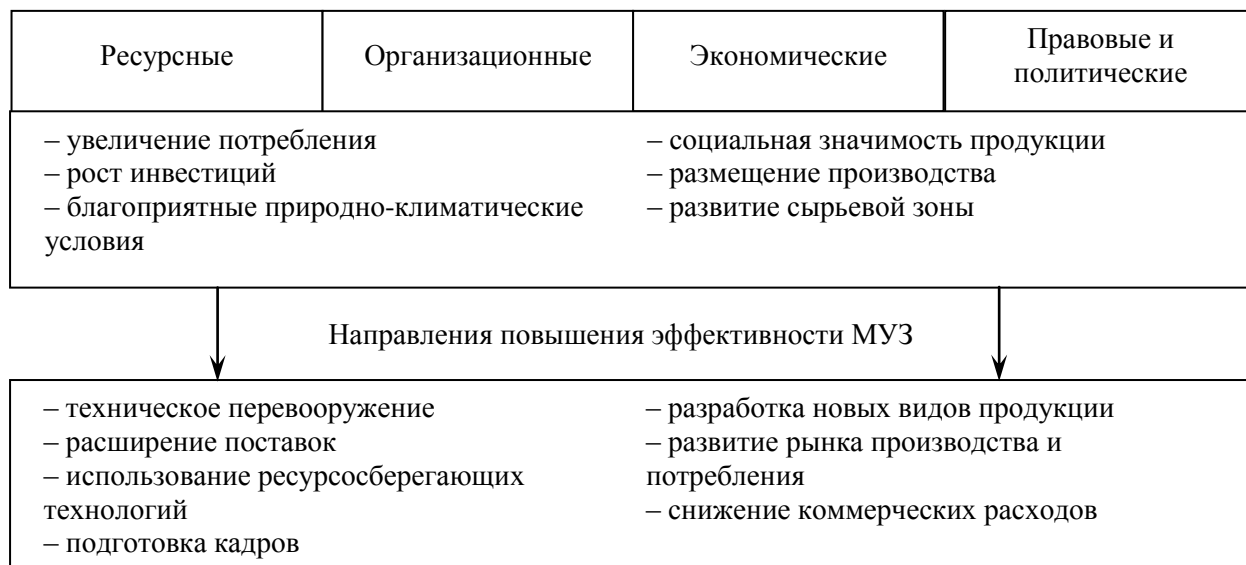 Ресурсные
Организационные
Экономические
Правовые и
политические
– увеличение потребления
– рост инвестиций
– благоприятные природно-климатические
условия
– социальная значимость продукции
– размещение производства
– развитие сырьевой зоны
Направления повышения эффективности МУЗ
– техническое перевооружение
– расширение поставок
– использование ресурсосберегающих
технологий
– подготовка кадров
– разработка новых видов продукции
– развитие рынка производства и
потребления
– снижение коммерческих расходов